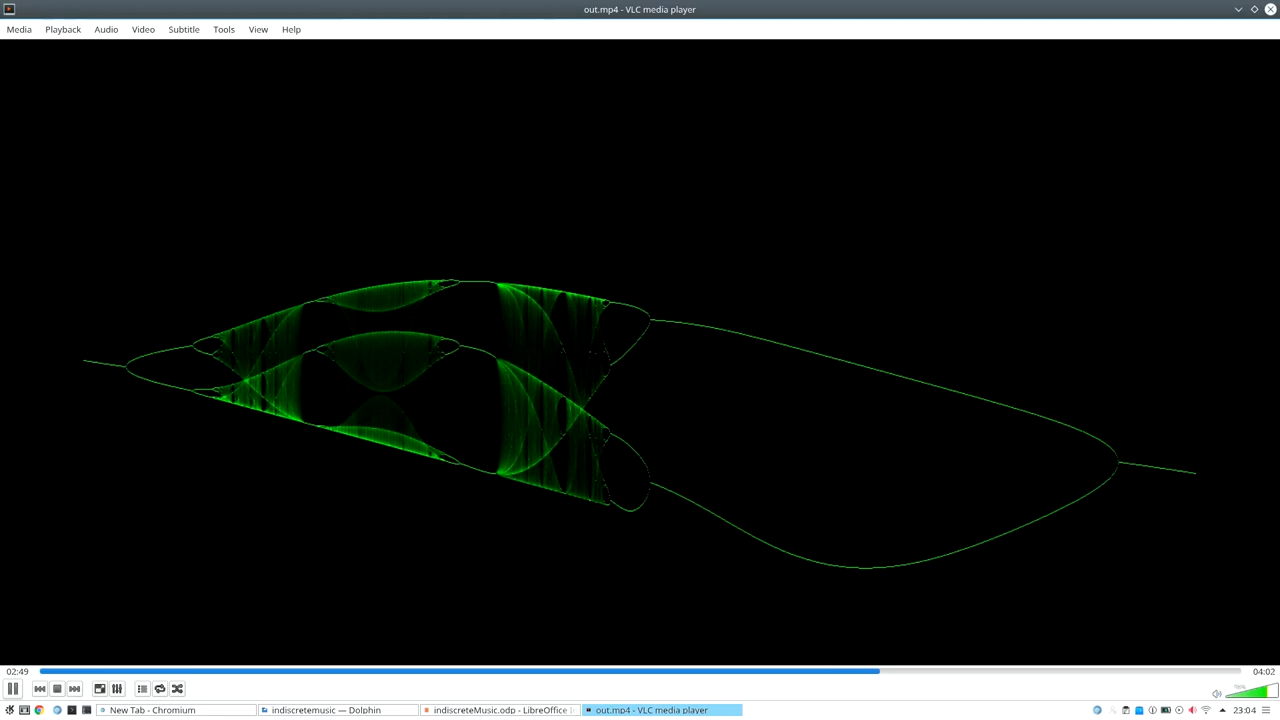 out.mp4 - VLC media player
Media Playback Audio Video Subtitle Tools View Help
02:49 04:02
New Tab - Chromium indiscretemusic — Dolphin indiscreteMusic.odp - LibreOffice out.mp4 - VLC media player 23:04